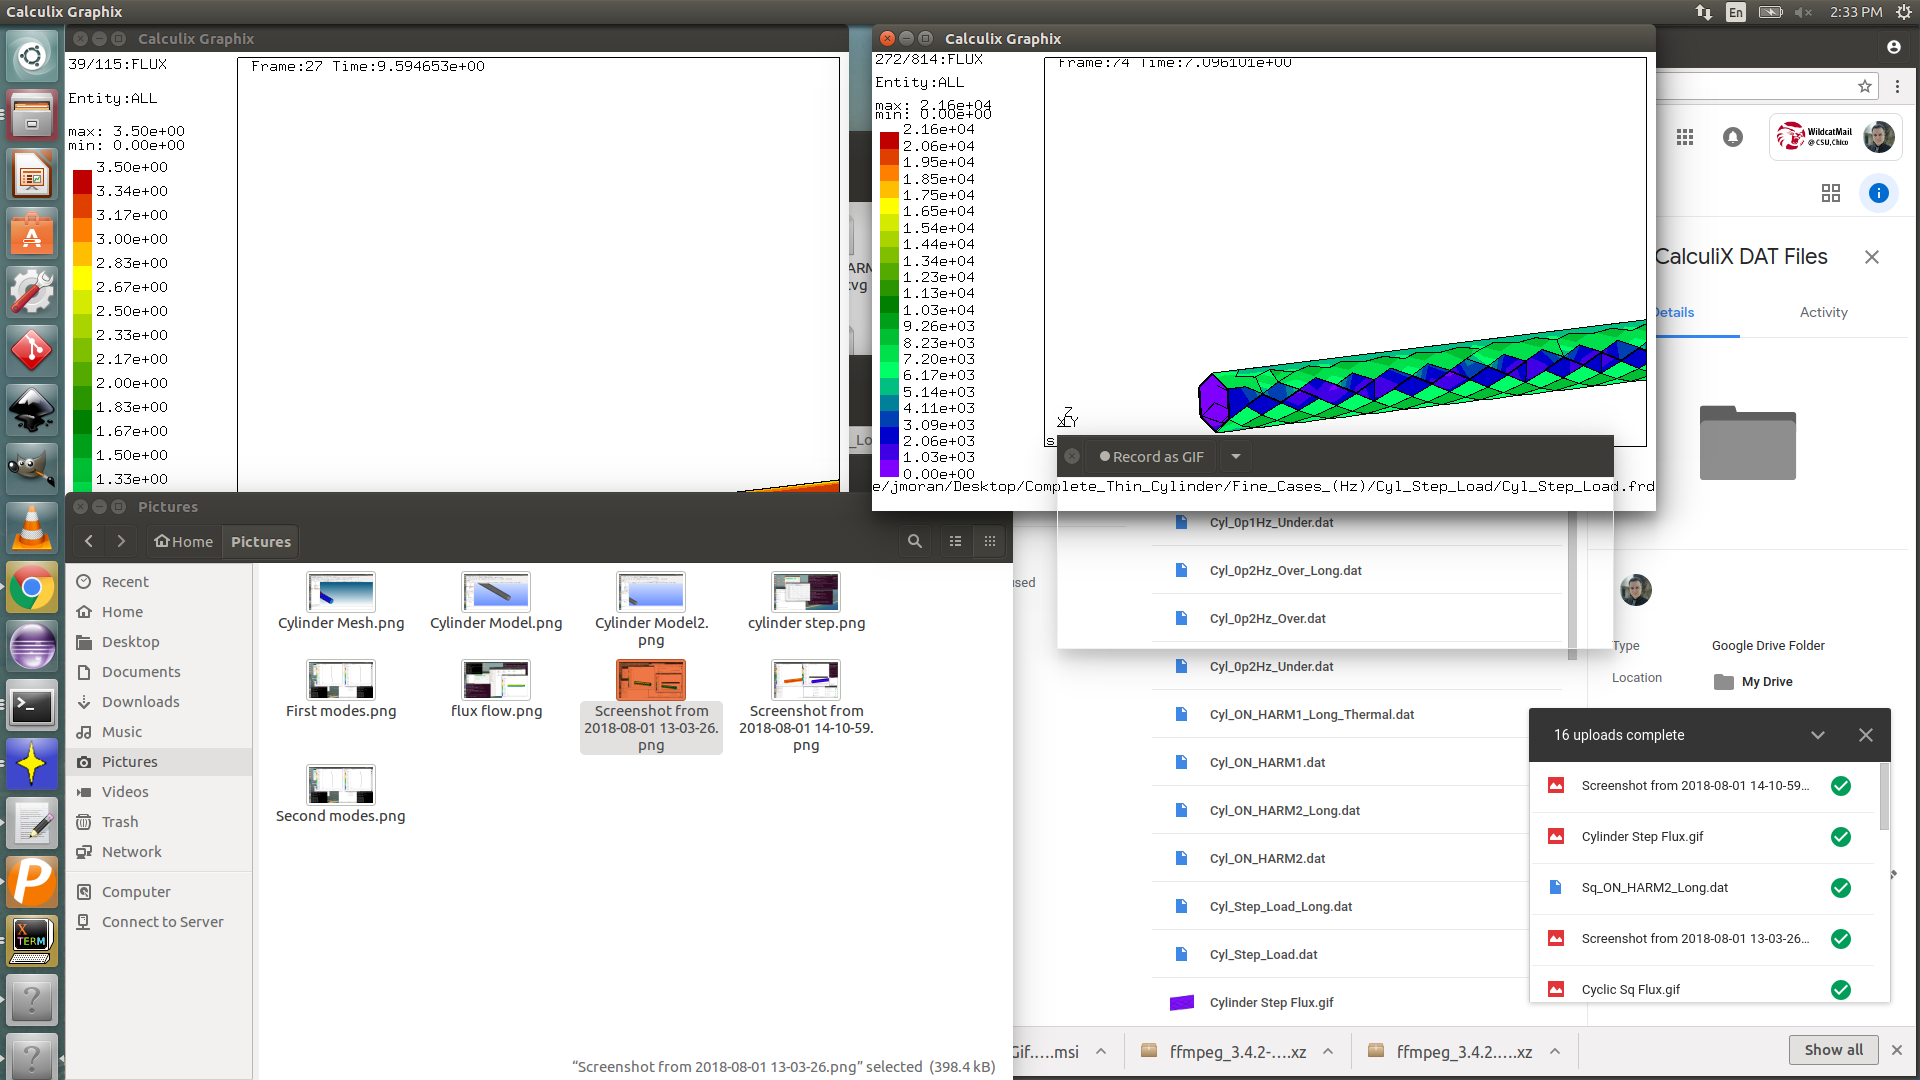 Calculix Graphix
En
2:33 PM
Calculix Graphix
39/115:FLUX
Frame:27 Time:9.594653e+00
Entity:ALL
max: 3.50e+00
min: 0.00e+00
3.50e+00
3.34e+00
3.17e+00
3.00e+00
2.83e+00
2.67e+00
2.50e+00
2.33e+00
2.17e+00
2.00e+00
1.83e+00
1.67e+00
1.50e+00
1.33e+00
Calculix Graphix
272/814:FLUX
Frame:74 Time:7.096101e+00
Entity:ALL
max: 2.16e+04
min: 0.00e+00
2.16e+04
2.06e+04
1.95e+04
1.85e+04
1.75e+04
1.65e+04
1.54e+04
1.44e+04
1.34e+04
1.23e+04
1.13e+04
1.03e+04
9.26e+03
8.23e+03
7.20e+03
6.17e+03
5.14e+03
4.11e+03
3.09e+03
2.06e+03
1.03e+03
0.00e+00
Z
X Y
e/jmoran/Desktop/Complete_Thin_Cylinder/Fine_Cases_(Hz)/Cyl_Step_Load/Cyl_Step_Load.frd
Record as GIF
WildcatMail
@ CSU, Chico
CalculiX DAT Files
Details
Activity
Type
Google Drive Folder
Location
My Drive
Pictures
Home
Pictures
Recent
Home
Desktop
Documents
Downloads
Music
Pictures
Videos
Trash
Network
Computer
Connect to Server
Cylinder Mesh.png
Cylinder Model.png
Cylinder Model2.
png
cylinder step.png
First modes.png
flux flow.png
Screenshot from
2018-08-01 13-03-26.
png
Screenshot from
2018-08-01 14-10-59.
png
Second modes.png
“Screenshot from 2018-08-01 13-03-26.png” selected (398.4 kB)
Cyl_0p1Hz_Under.dat
Cyl_0p2Hz_Over_Long.dat
Cyl_0p2Hz_Over.dat
Cyl_0p2Hz_Under.dat
Cyl_ON_HARM1_Long_Thermal.dat
Cyl_ON_HARM1.dat
Cyl_ON_HARM2_Long.dat
Cyl_ON_HARM2.dat
Cyl_Step_Load_Long.dat
Cyl_Step_Load.dat
Cylinder Step Flux.gif
16 uploads complete
Screenshot from 2018-08-01 14-10-59...
Cylinder Step Flux.gif
Sq_ON_HARM2_Long.dat
Screenshot from 2018-08-01 13-03-26...
Cyclic Sq Flux.gif
Gif.....msi
ffmpeg_3.4.2-....xz
ffmpeg_3.4.2.....xz
Show all
X
TERM